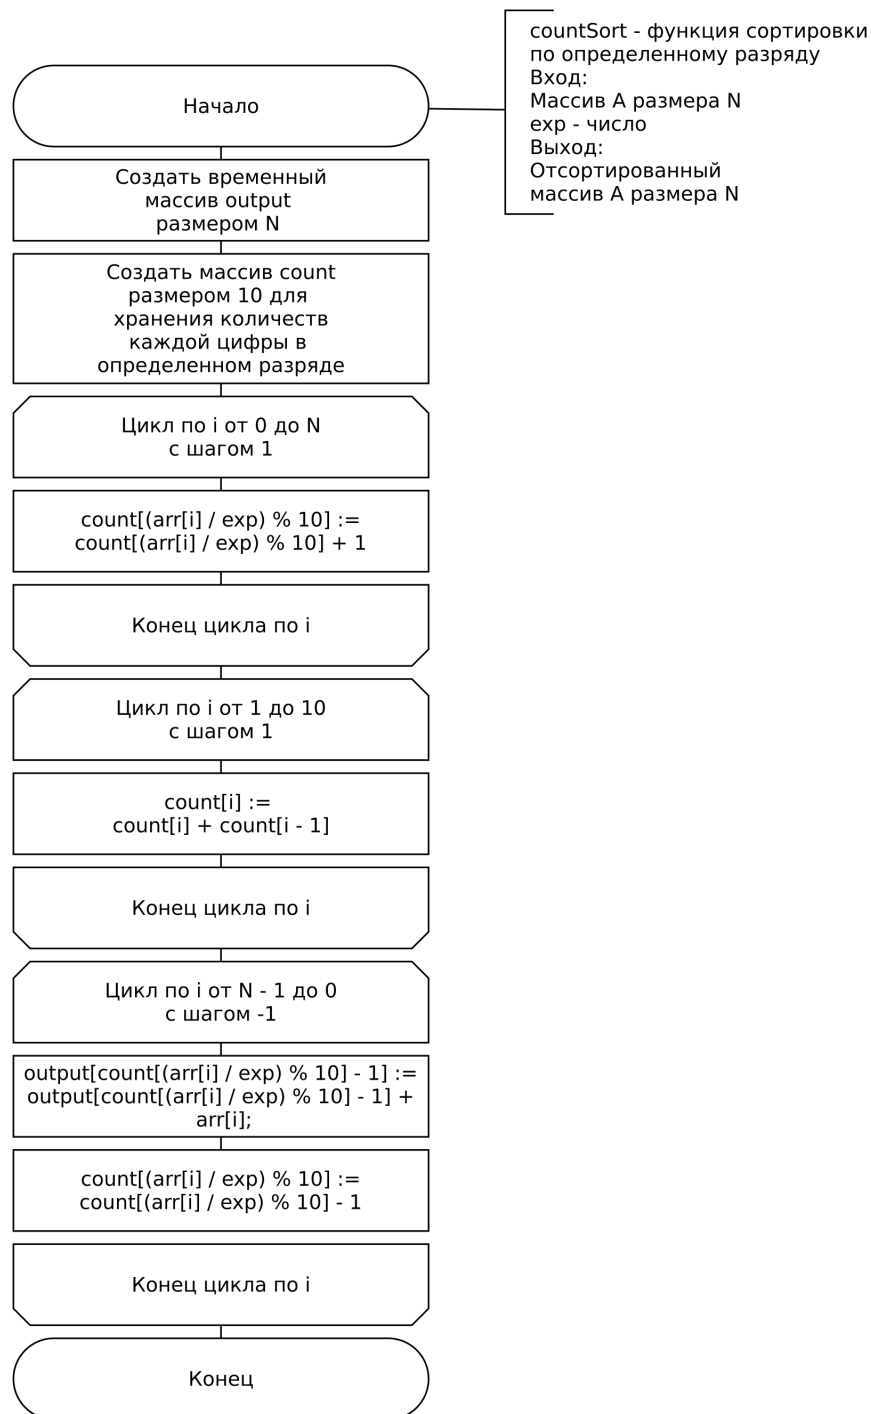 countSort - функция сортировки
по определенному разряду
Вход:
Массив A размера N
exp - число
Выход:
Отсортированный
массив A размера N
Начало
Создать временный
массив output
размером N
Создать массив count
размером 10 для
хранения количеств
каждой цифры в
определенном разряде
Цикл по i от 0 до N
с шагом 1
count[(arr[i] / exp) % 10] :=
count[(arr[i] / exp) % 10] + 1
Конец цикла по i
Цикл по i от 1 до 10
с шагом 1
count[i] :=
count[i] + count[i - 1]
Конец цикла по i
Цикл по i от N - 1 до 0
с шагом -1
output[count[(arr[i] / exp) % 10] - 1] :=
output[count[(arr[i] / exp) % 10] - 1] +
arr[i];
count[(arr[i] / exp) % 10] :=
count[(arr[i] / exp) % 10] - 1
Конец цикла по i
Конец